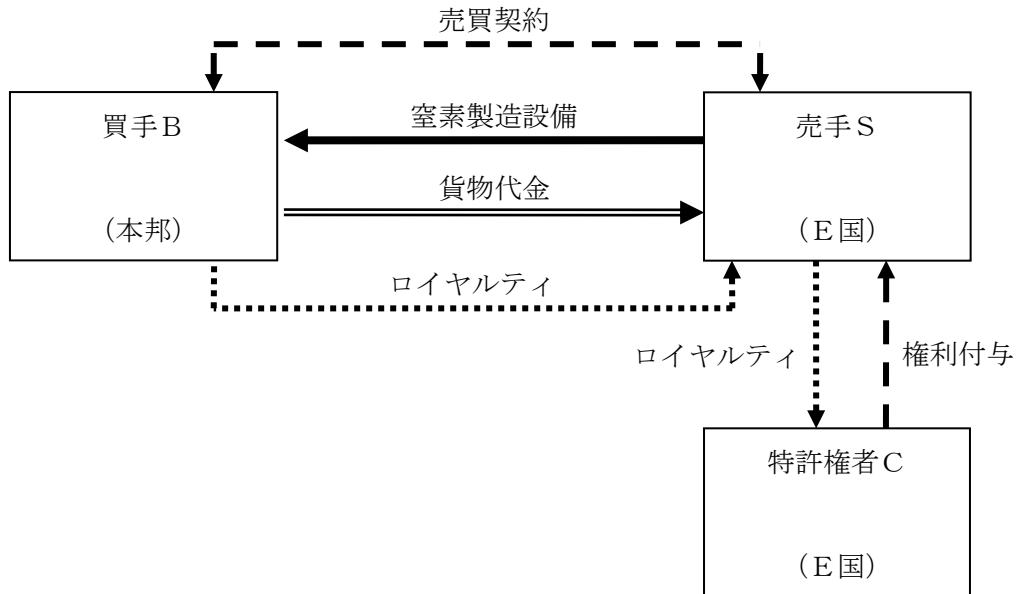 売買契約
買手B
(本邦)
窒素製造設備
貨物代金
売手S
(E国)
ロイヤルティ
ロイヤルティ
権利付与
特許権者C
(E国)